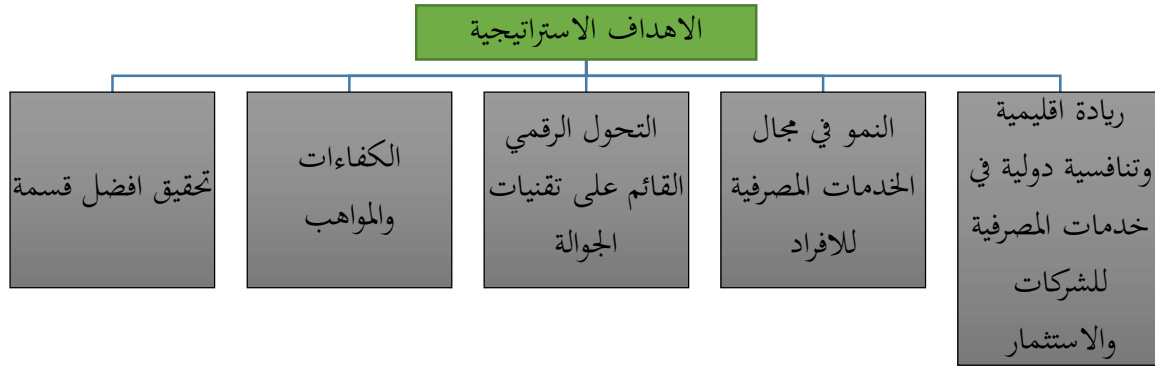 الاهداف الاستراتيجية
ريادة اقليمية
وتنافسية دولية في
خدمات المصرفية
للشركات
والاستثمار
النمو في مجال
الخدمات المصرفية
للافراد
التحول الرقمي
القائم على تقنيات
الجوالة
الكفاءات
والمواهب
تحقيق افضل قسمة